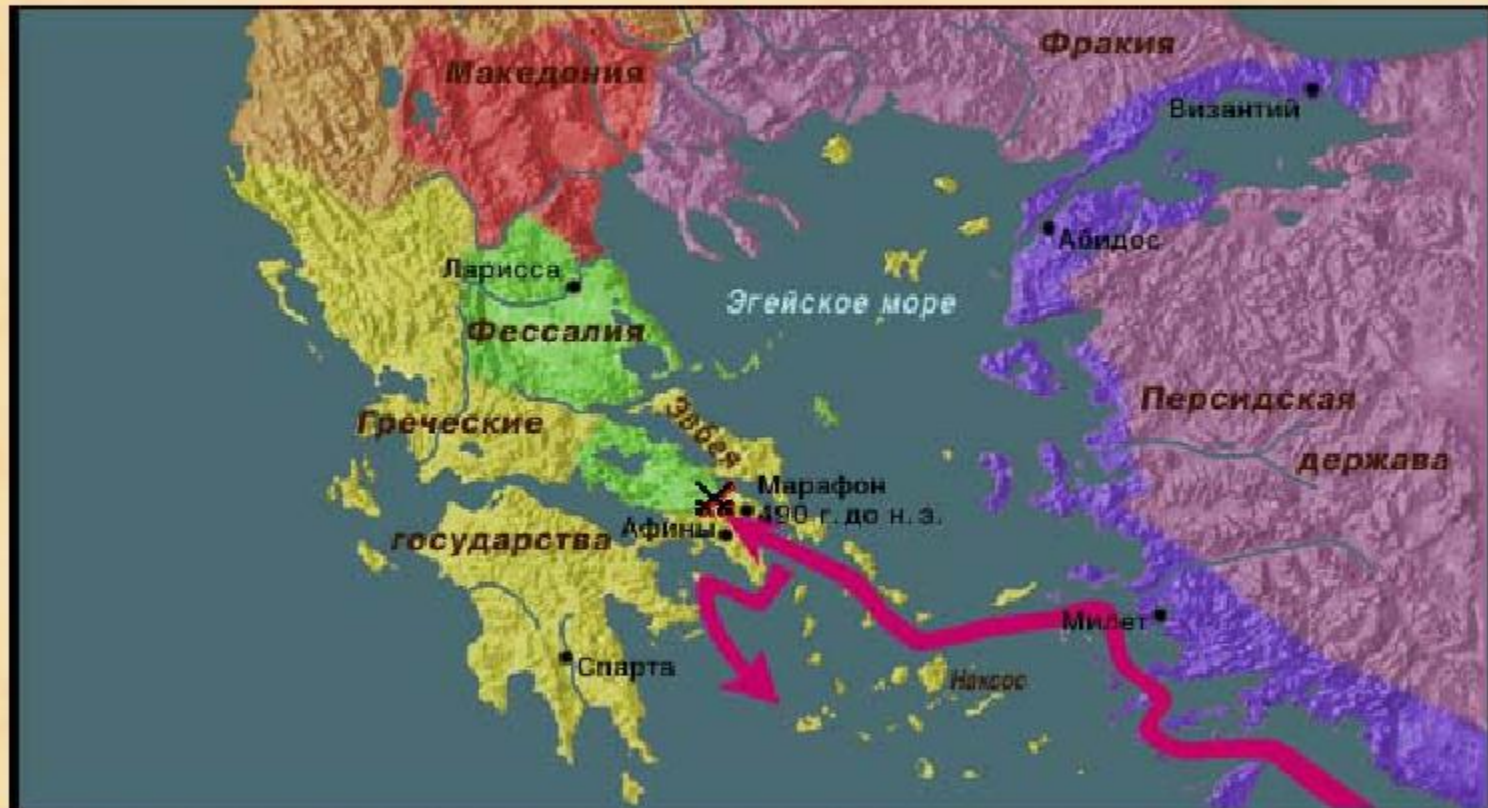 Фракия
Македония
Византий
Абидос
Ларисса
Эгейское море
Фессалия
Персидская
Греческие
Эвбея
держава
Марафон
490 г. до н. э.
Афины
государства
Милет
Спарта
Наксос